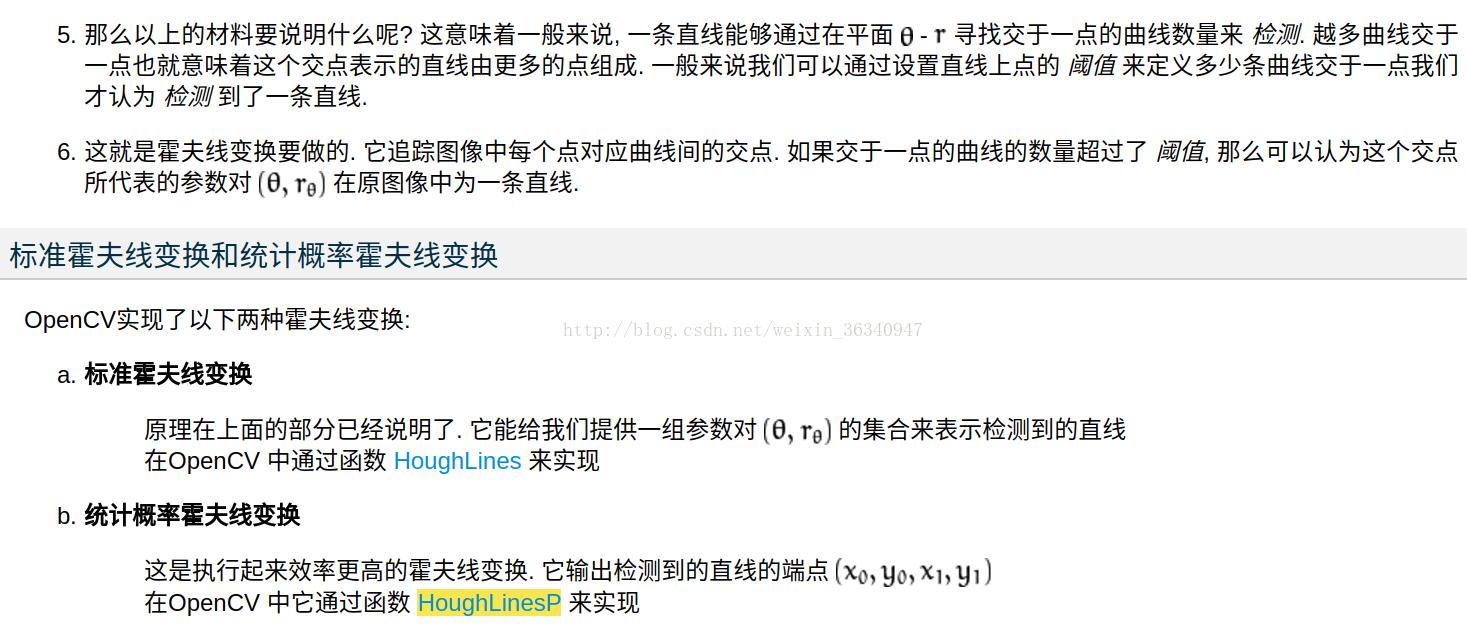 5. 那么以上的材料要说明什么呢? 这意味着一般来说, 一条直线能够通过在平面 θ - r 寻找交于一点的曲线数量来 检测. 越多曲线交于
一点也就意味着这个交点表示的直线由更多的点组成. 一般来说我们可以通过设置直线上点的 阈值 来定义多少条曲线交于一点我们
才认为 检测 到了一条直线.
6. 这就是霍夫线变换要做的. 它追踪图像中每个点对应曲线间的交点. 如果交于一点的曲线的数量超过了 阈值, 那么可以认为这个交点
所代表的参数对 (θ, r_θ) 在原图像中为一条直线.
标准霍夫线变换和统计概率霍夫线变换
OpenCV实现了以下两种霍夫线变换:
http://blog.csdn.net/weixin_36340947
a. 标准霍夫线变换
原理在上面的部分已经说明了. 它能给我们提供一组参数对 (θ, r_θ) 的集合来表示检测到的直线
在OpenCV 中通过函数 HoughLines 来实现
b. 统计概率霍夫线变换
这是执行起来效率更高的霍夫线变换. 它输出检测到的直线的端点 (x₀, y₀, x₁, y₁)
在OpenCV 中它通过函数 HoughLinesP 来实现